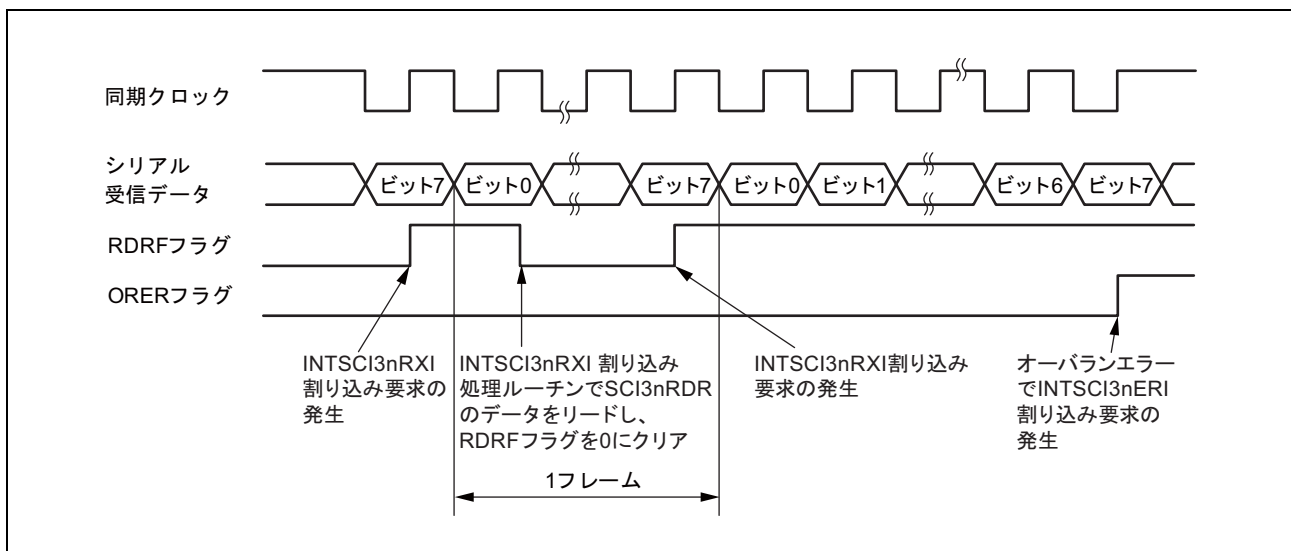 同期クロック
シリアル
受信データ
ビット7
ビット0
ビット7
ビット0
ビット1
ビット6
ビット7
RDRFフラグ
ORERフラグ
INTSCI3nRXI
割り込み要求の
発生
INTSCI3nRXI 割り込み
処理ルーチンでSCI3nRDR
のデータをリードし、
RDRFフラグを0にクリア
INTSCI3nRXI割り込み
要求の発生
オーバランエラー
でINTSCI3nERI
割り込み要求の
発生
1フレーム